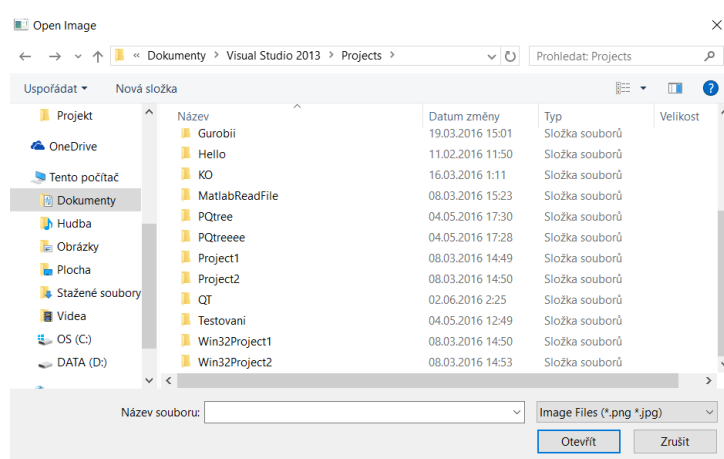 Open Image
« Dokumenty > Visual Studio 2013 > Projects >
Prohledat: Projects
Uspořádat
Nová složka
Projekt
OneDrive
Tento počítač
Dokumenty
Hudba
Obrázky
Plocha
Stažené soubory
Videa
OS (C:)
DATA (D:)
Název Datum změny Typ Velikost
Gurobii 19.03.2016 15:01 Složka souborů
Hello 11.02.2016 11:50 Složka souborů
KO 16.03.2016 1:11 Složka souborů
MatlabReadFile 08.03.2016 15:23 Složka souborů
PQtree 04.05.2016 17:30 Složka souborů
PQtreeee 04.05.2016 17:28 Složka souborů
Project1 08.03.2016 14:49 Složka souborů
Project2 08.03.2016 14:50 Složka souborů
QT 02.06.2016 2:25 Složka souborů
Testovani 04.05.2016 12:49 Složka souborů
Win32Project1 08.03.2016 14:50 Složka souborů
Win32Project2 08.03.2016 14:53 Složka souborů
Název souboru:
Image Files (*.png *.jpg)
Otevřít
Zrušit